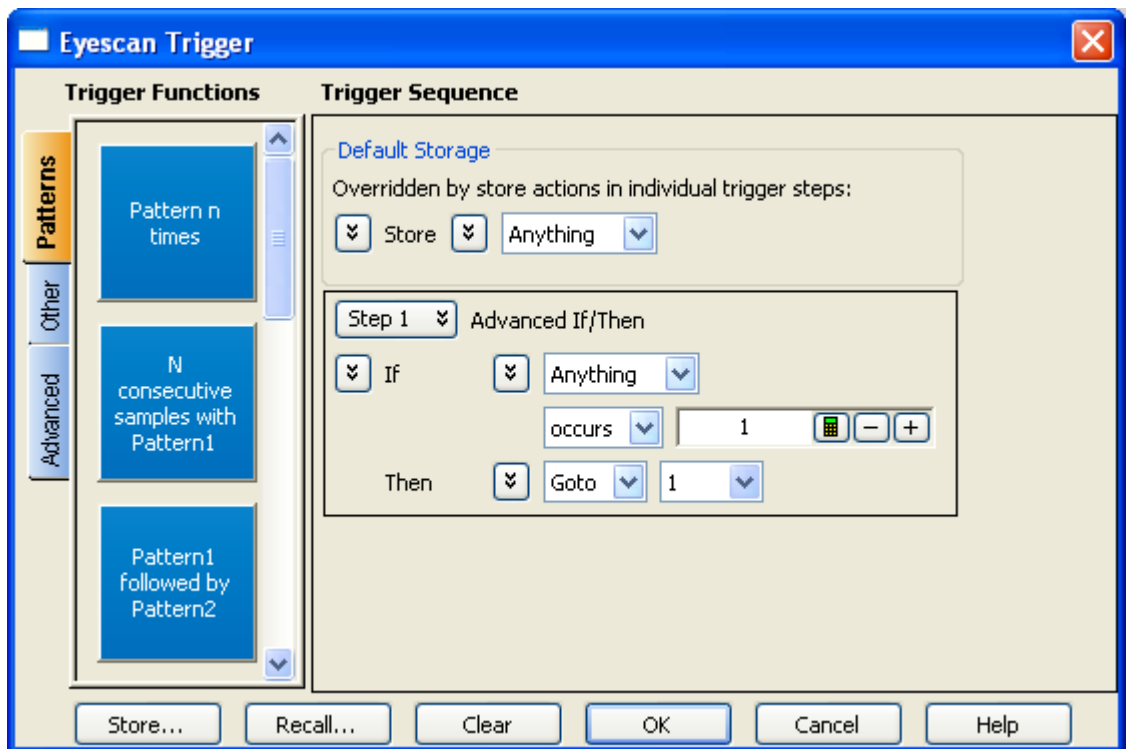 Eyescan Trigger
Trigger Functions
Trigger Sequence
Patterns
Other
Advanced
Pattern n
times
N
consecutive
samples with
Pattern1
Pattern1
followed by
Pattern2
Default Storage
Overridden by store actions in individual trigger steps:
Store Anything
Step 1 Advanced If/Then
If Anything
occurs 1
Then Goto 1
Store... Recall... Clear OK Cancel Help